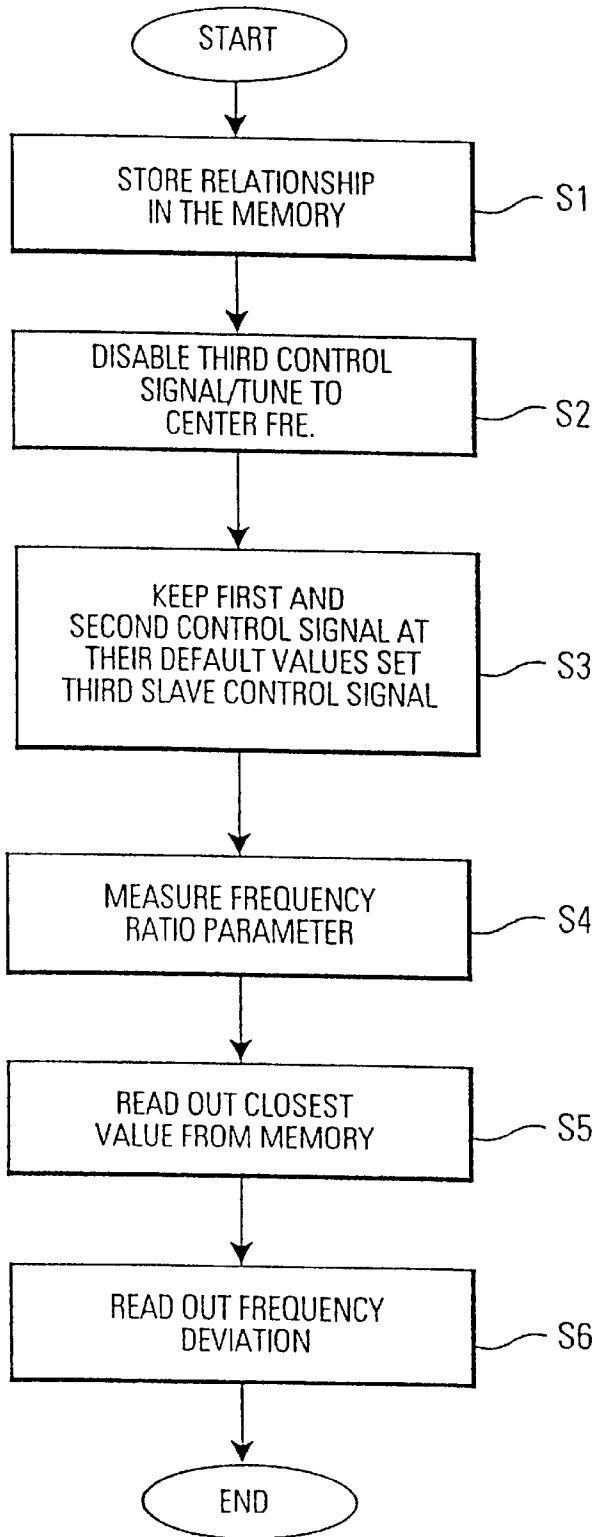 START
STORE RELATIONSHIP
IN THE MEMORY
S1
DISABLE THIRD CONTROL
SIGNAL/TUNE TO
CENTER FRE.
S2
KEEP FIRST AND
SECOND CONTROL SIGNAL AT
THEIR DEFAULT VALUES SET
THIRD SLAVE CONTROL SIGNAL
S3
MEASURE FREQUENCY
RATIO PARAMETER
S4
READ OUT CLOSEST
VALUE FROM MEMORY
S5
READ OUT FREQUENCY
DEVIATION
S6
END